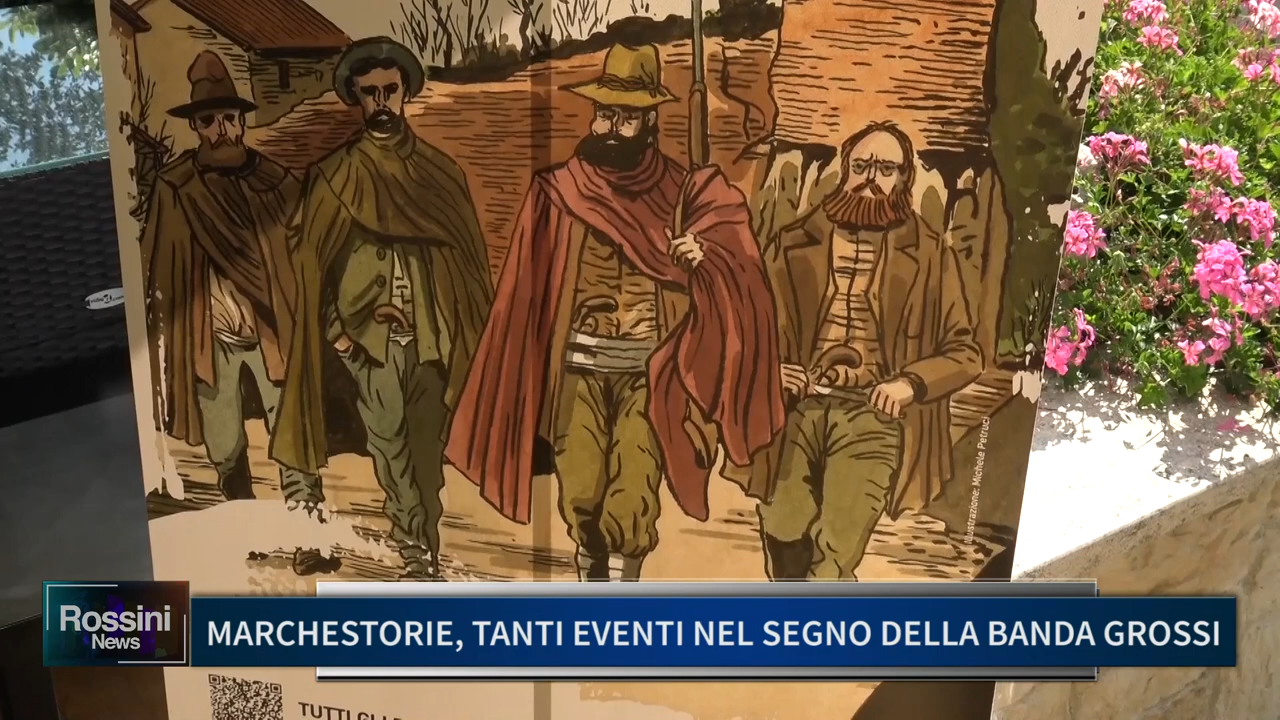 Illustrazione: Michele Petrucci
Rossini
News
MARCHESTORIE, TANTI EVENTI NEL SEGNO DELLA BANDA GROSSI
TUTTI GLI